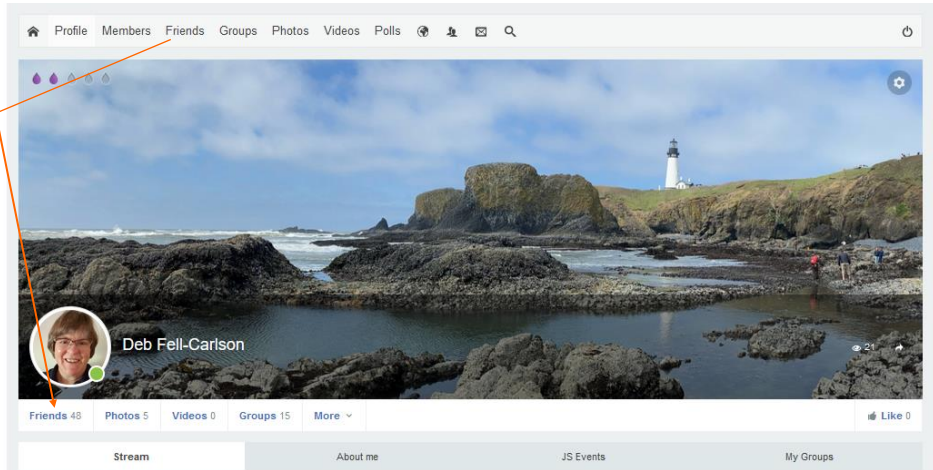 Profile Members Friends Groups Photos Videos Polls
Deb Fell-Carlson
21
Friends 48 Photos 5 Videos 0 Groups 15 More Like 0
Stream About me JS Events My Groups